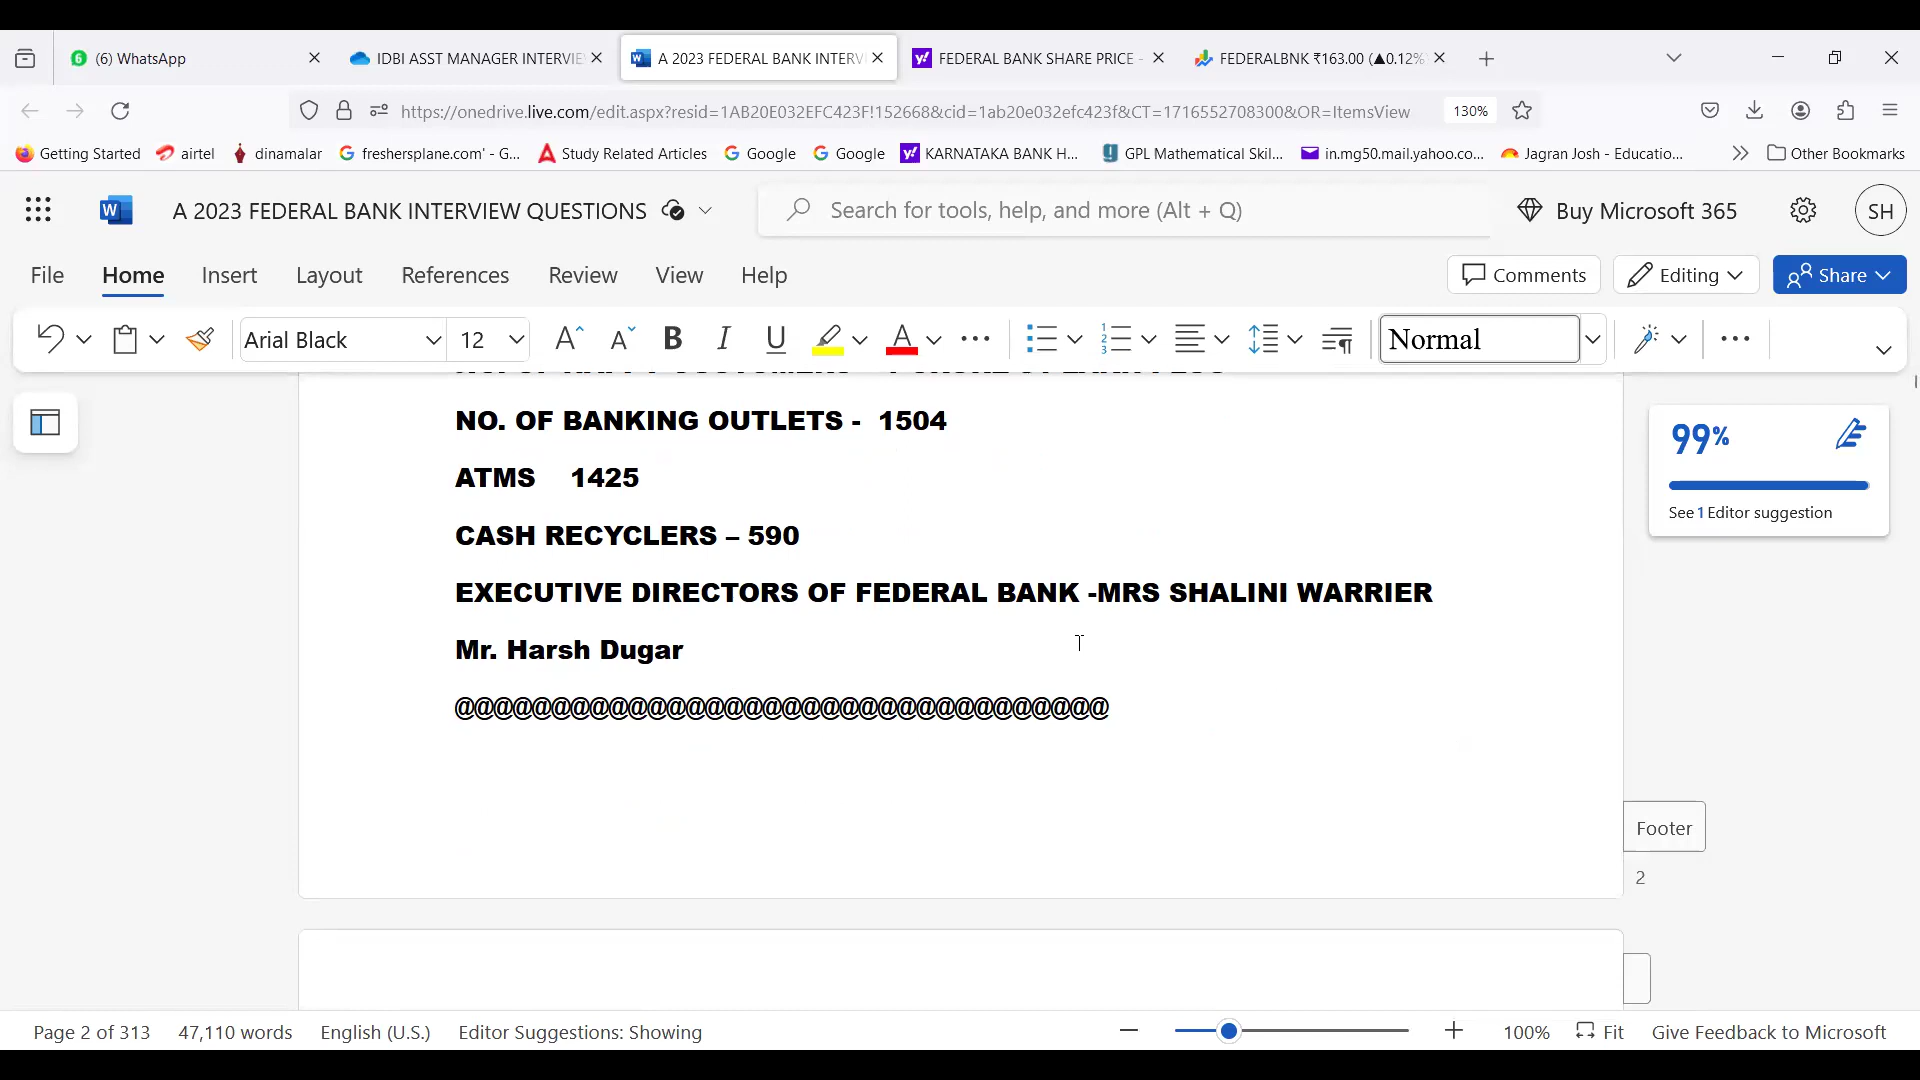 (6) WhatsApp
IDBI ASST MANAGER INTERVIE
A 2023 FEDERAL BANK INTERV
FEDERAL BANK SHARE PRICE -
FEDERALBNK ₹163.00 (▲0.12%
https://onedrive.live.com/edit.aspx?resid=1AB20E032EFC423F!152668&cid=1ab20e032efc423f&CT=1716552708300&OR=ItemsView
130%
Getting Started
airtel
dinamalar
freshersplane.com' - G...
Study Related Articles
Google
Google
KARNATAKA BANK H...
GPL Mathematical Skil...
in.mg50.mail.yahoo.co...
Jagran Josh - Educatio...
Other Bookmarks
A 2023 FEDERAL BANK INTERVIEW QUESTIONS
Search for tools, help, and more (Alt + Q)
Buy Microsoft 365
SH
File Home Insert Layout References Review View Help
Comments
Editing
Share
Arial Black
12
Normal
NO. OF BANKING OUTLETS - 1504
ATMS 1425
CASH RECYCLERS – 590
EXECUTIVE DIRECTORS OF FEDERAL BANK -MRS SHALINI WARRIER
Mr. Harsh Dugar
@@@@@@@@@@@@@@@@@@@@@@@@@@@@@@@@@@
99%
See 1 Editor suggestion
Footer
2
Page 2 of 313
47,110 words
English (U.S.)
Editor Suggestions: Showing
100%
Fit
Give Feedback to Microsoft